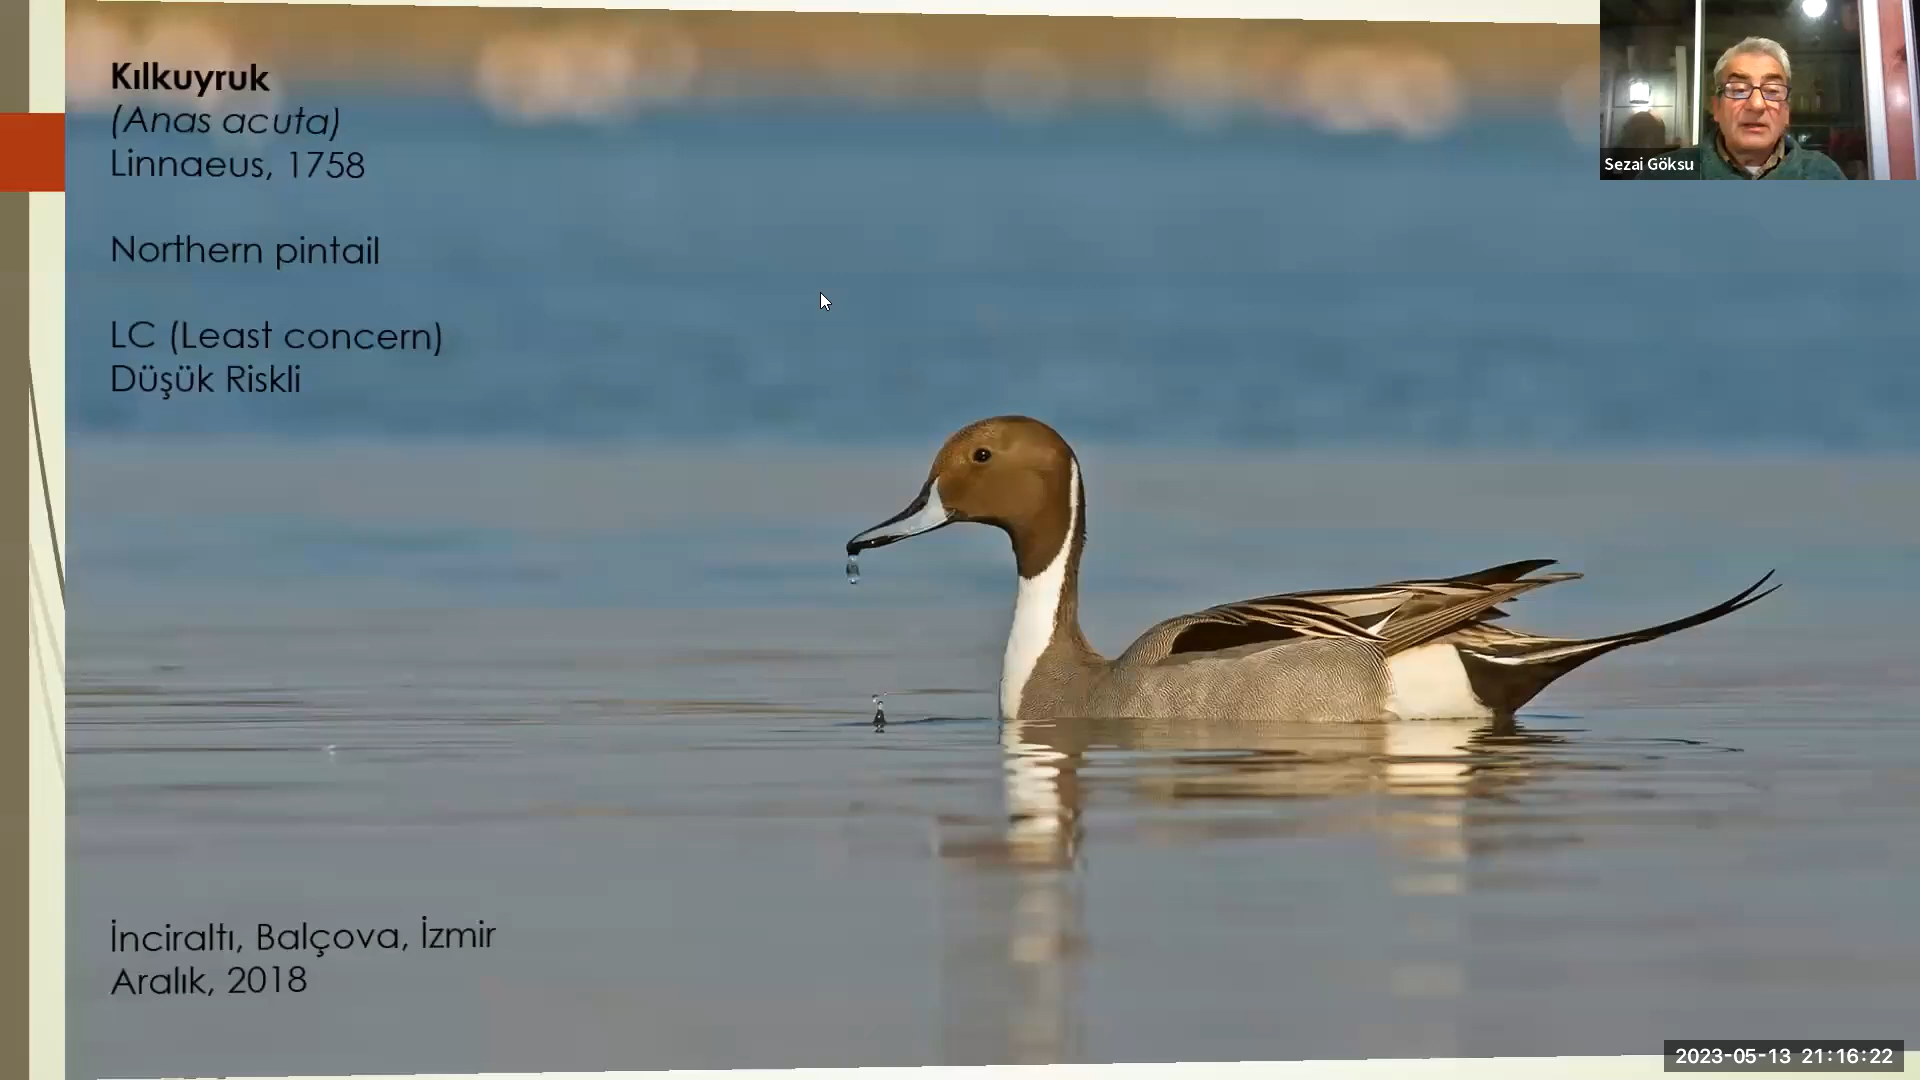 Kılkuyruk
(Anas acuta)
Linnaeus, 1758
Northern pintail
LC (Least concern)
Düşük Riskli
İnciraltı, Balçova, İzmir
Aralık, 2018
Sezai Göksu
2023-05-13 21:16:22